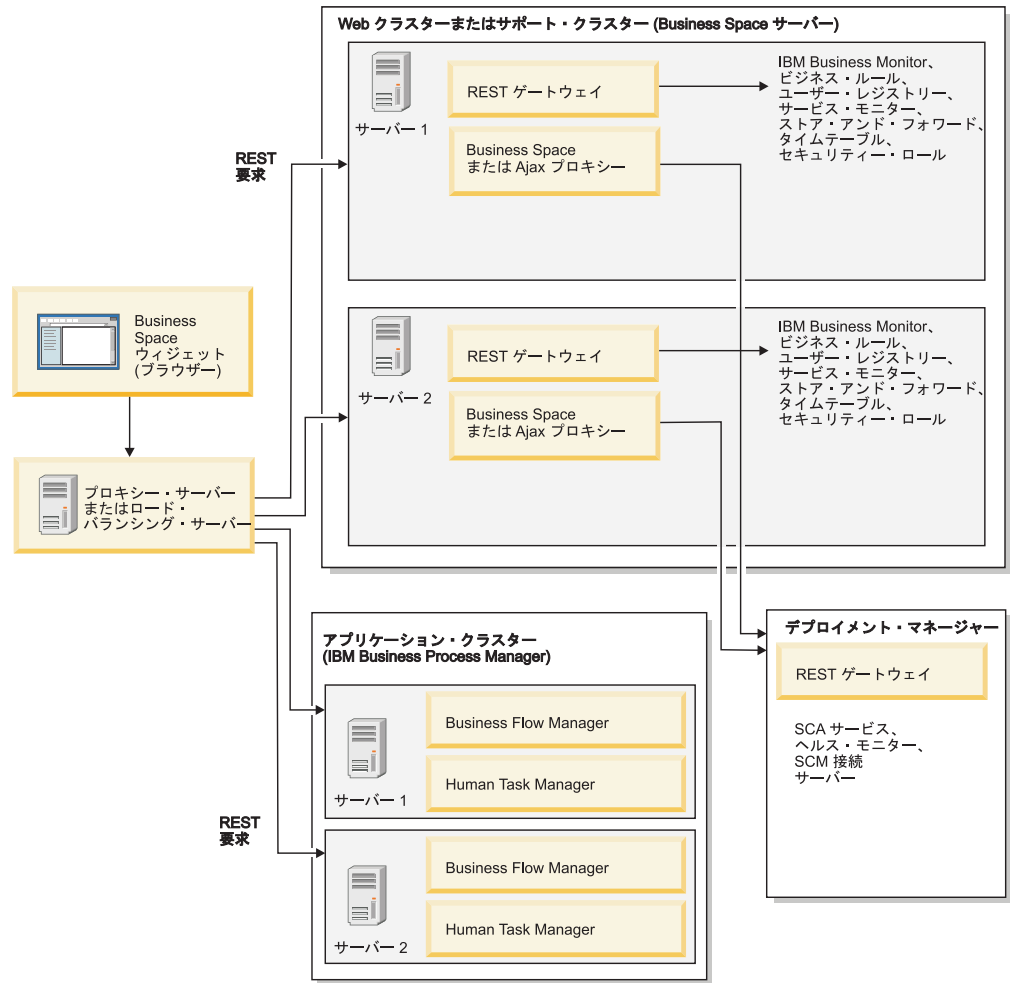 Web クラスターまたはサポート・クラスター (Business Space サーバー)
サーバー 1
REST ゲートウェイ
Business Space
または Ajax プロキシー
IBM Business Monitor、
ビジネス・ルール、
ユーザー・レジストリー、
サービス・モニター、
ストア・アンド・フォワード、
タイムテーブル、
セキュリティー・ロール
REST
要求
サーバー 2
REST ゲートウェイ
Business Space
または Ajax プロキシー
IBM Business Monitor、
ビジネス・ルール、
ユーザー・レジストリー、
サービス・モニター、
ストア・アンド・フォワード、
タイムテーブル、
セキュリティー・ロール
Business
Space
ウィジェット
(ブラウザー)
プロキシー・サーバー
またはロード・
バランシング・サーバー
アプリケーション・クラスター
(IBM Business Process Manager)
サーバー 1
Business Flow Manager
Human Task Manager
REST
要求
サーバー 2
Business Flow Manager
Human Task Manager
デプロイメント・マネージャー
REST ゲートウェイ
SCA サービス、
ヘルス・モニター、
SCM 接続
サーバー